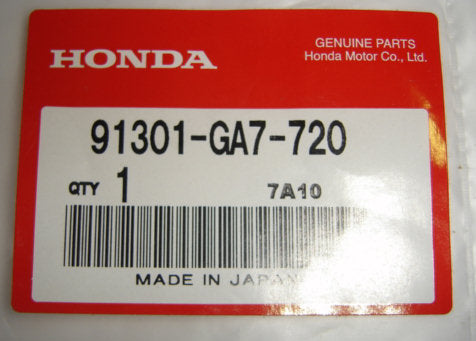 HONDA
GENUINE PARTS
Honda Motor Co., Ltd.
91301-GA7-720
QTY 1 7A10
MADE IN JAPAN